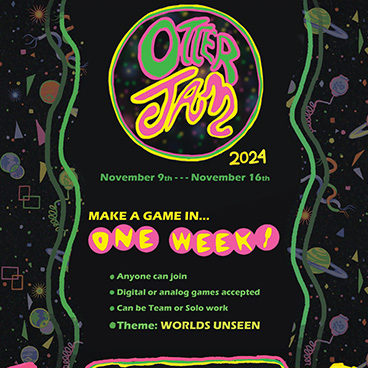 OTTER
JAM
2024
November 9th --- November 16th
MAKE A GAME IN...
ONE WEEK!
Anyone can join
Digital or analog games accepted
Can be Team or Solo work
Theme: WORLDS UNSEEN